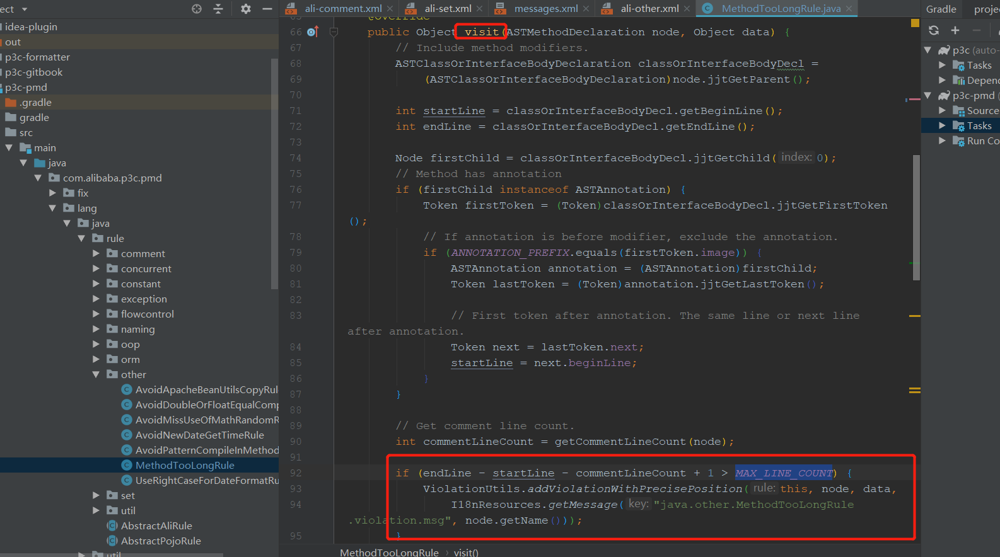 ect
idea-plugin
out
p3c-formatter
p3c-gitbook
p3c-pmd
.gradle
gradle
src
main
java
com.alibaba.p3c.pmd
fix
lang
java
rule
comment
concurrent
constant
exception
flowcontrol
naming
oop
orm
other
AvoidApacheBeanUtilsCopyRul
AvoidDoubleOrFloatEqualComp
AvoidMissUseOfMathRandomR
AvoidNewDateGetTimeRule
AvoidPatternCompileInMethod
MethodTooLongRule
UseRightCaseForDateFormatRu
set
util
AbstractAliRule
AbstractPojoRule
util
ali-comment.xml
ali-set.xml
messages.xml
ali-other.xml
MethodTooLongRule.java
65 @Override
66 public Object visit(ASTMethodDeclaration node, Object data) {
67 // Include method modifiers.
68 ASTClassOrInterfaceBodyDeclaration classOrInterfaceBodyDecl =
69 (ASTClassOrInterfaceBodyDeclaration)node.jjtGetParent();
70
71 int startLine = classOrInterfaceBodyDecl.getBeginLine();
72 int endLine = classOrInterfaceBodyDecl.getEndLine();
73
74 Node firstChild = classOrInterfaceBodyDecl.jjtGetChild( index: 0);
75 // Method has annotation
76 if (firstChild instanceof ASTAnnotation) {
77 Token firstToken = (Token)classOrInterfaceBodyDecl.jjtGetFirstToken
();
78 // If annotation is before modifier, exclude the annotation.
79 if (ANNOTATION_PREFIX.equals(firstToken.image)) {
80 ASTAnnotation annotation = (ASTAnnotation)firstChild;
81 Token lastToken = (Token)annotation.jjtGetLastToken();
82
83 // First token after annotation. The same line or next line
after annotation.
84 Token next = lastToken.next;
85 startLine = next.beginLine;
86 }
87 }
88
89 // Get comment line count.
90 int commentLineCount = getCommentLineCount(node);
91
92 if (endLine - startLine - commentLineCount + 1 > MAX_LINE_COUNT) {
93 ViolationUtils.addViolationWithPrecisePosition( rule: this, node, data,
94 I18nResources.getMessage( key: "java.other.MethodTooLongRule
.violation.msg", node.getName()));
95 }
MethodTooLongRule › visit()
Gradle
projec
p3c (auto-
Tasks
Depend
p3c-pmd (
Source
Tasks
Run Co